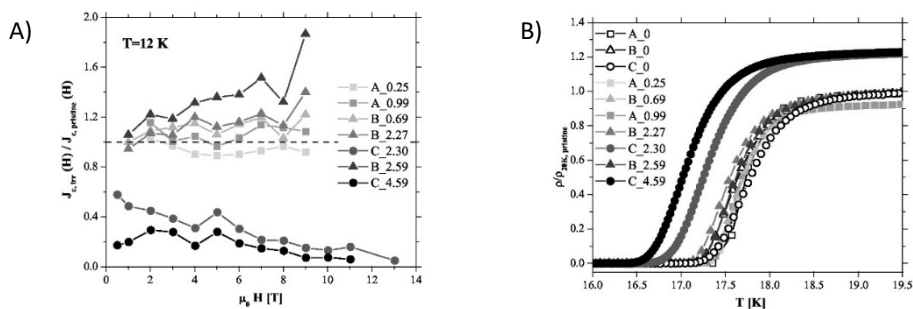 A)
2.0
1.6
1.2
0.8
0.4
0.0
J c, irr (H) / J c, pristine (H)
T=12 K
A_0.25
A_0.99
B_0.69
B_2.27
C_2.30
B_2.59
C_4.59
0 2 4 6 8 10 12 14
μ0 H [T]
B)
1.2
1.0
0.8
0.6
0.4
0.2
0.0
ρ/ρ20K, pristine
A_0
B_0
C_0
A_0.25
B_0.69
A_0.99
B_2.27
C_2.30
B_2.59
C_4.59
16.0 16.5 17.0 17.5 18.0 18.5 19.0 19.5
T [K]